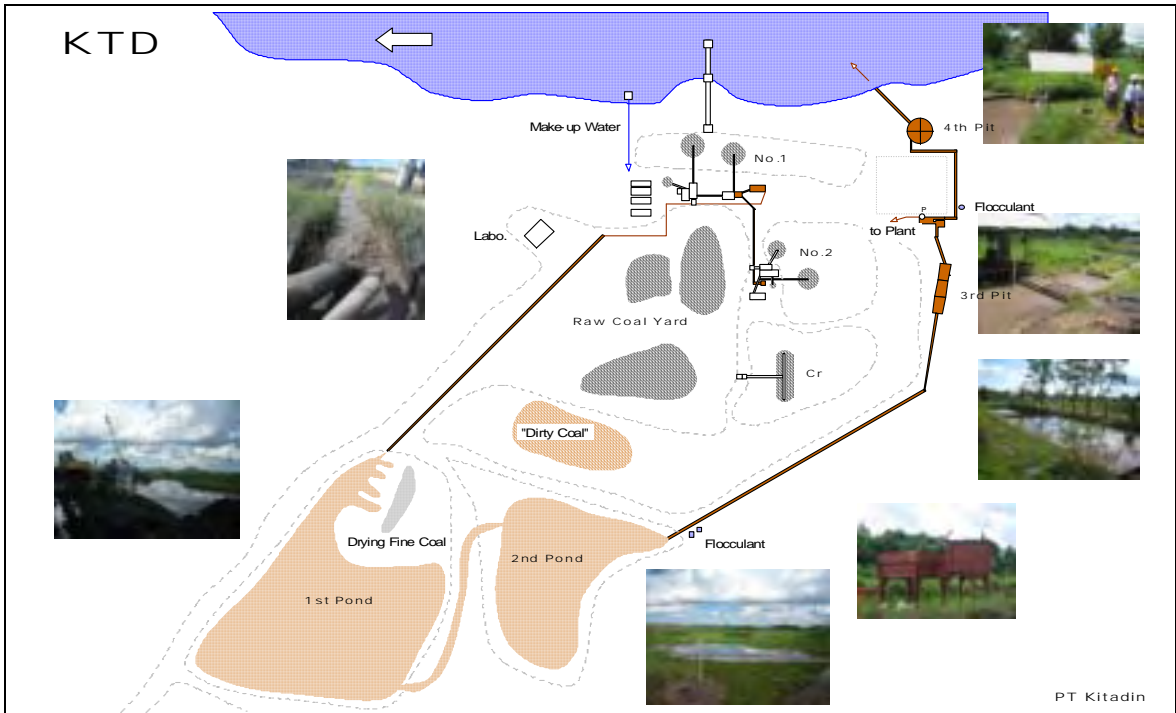 KTD
4th Pit
Make-up Water
No.1
Flocculant
P
to Plant
Labo.
No.2
3rd Pit
Raw Coal Yard
Cr
"Dirty Coal"
Drying Fine Coal
Flocculant
2nd Pond
1st Pond
PT Kitadin